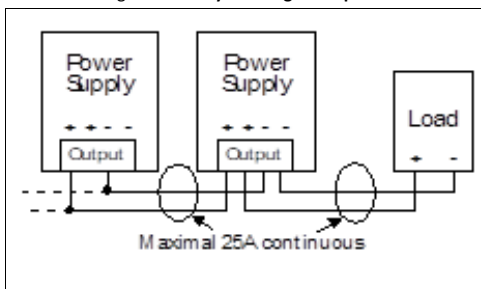 Power
Supply
+ + - -
Output
Power
Supply
+ + - -
Output
Load
+ -
Maximal 25A continuous